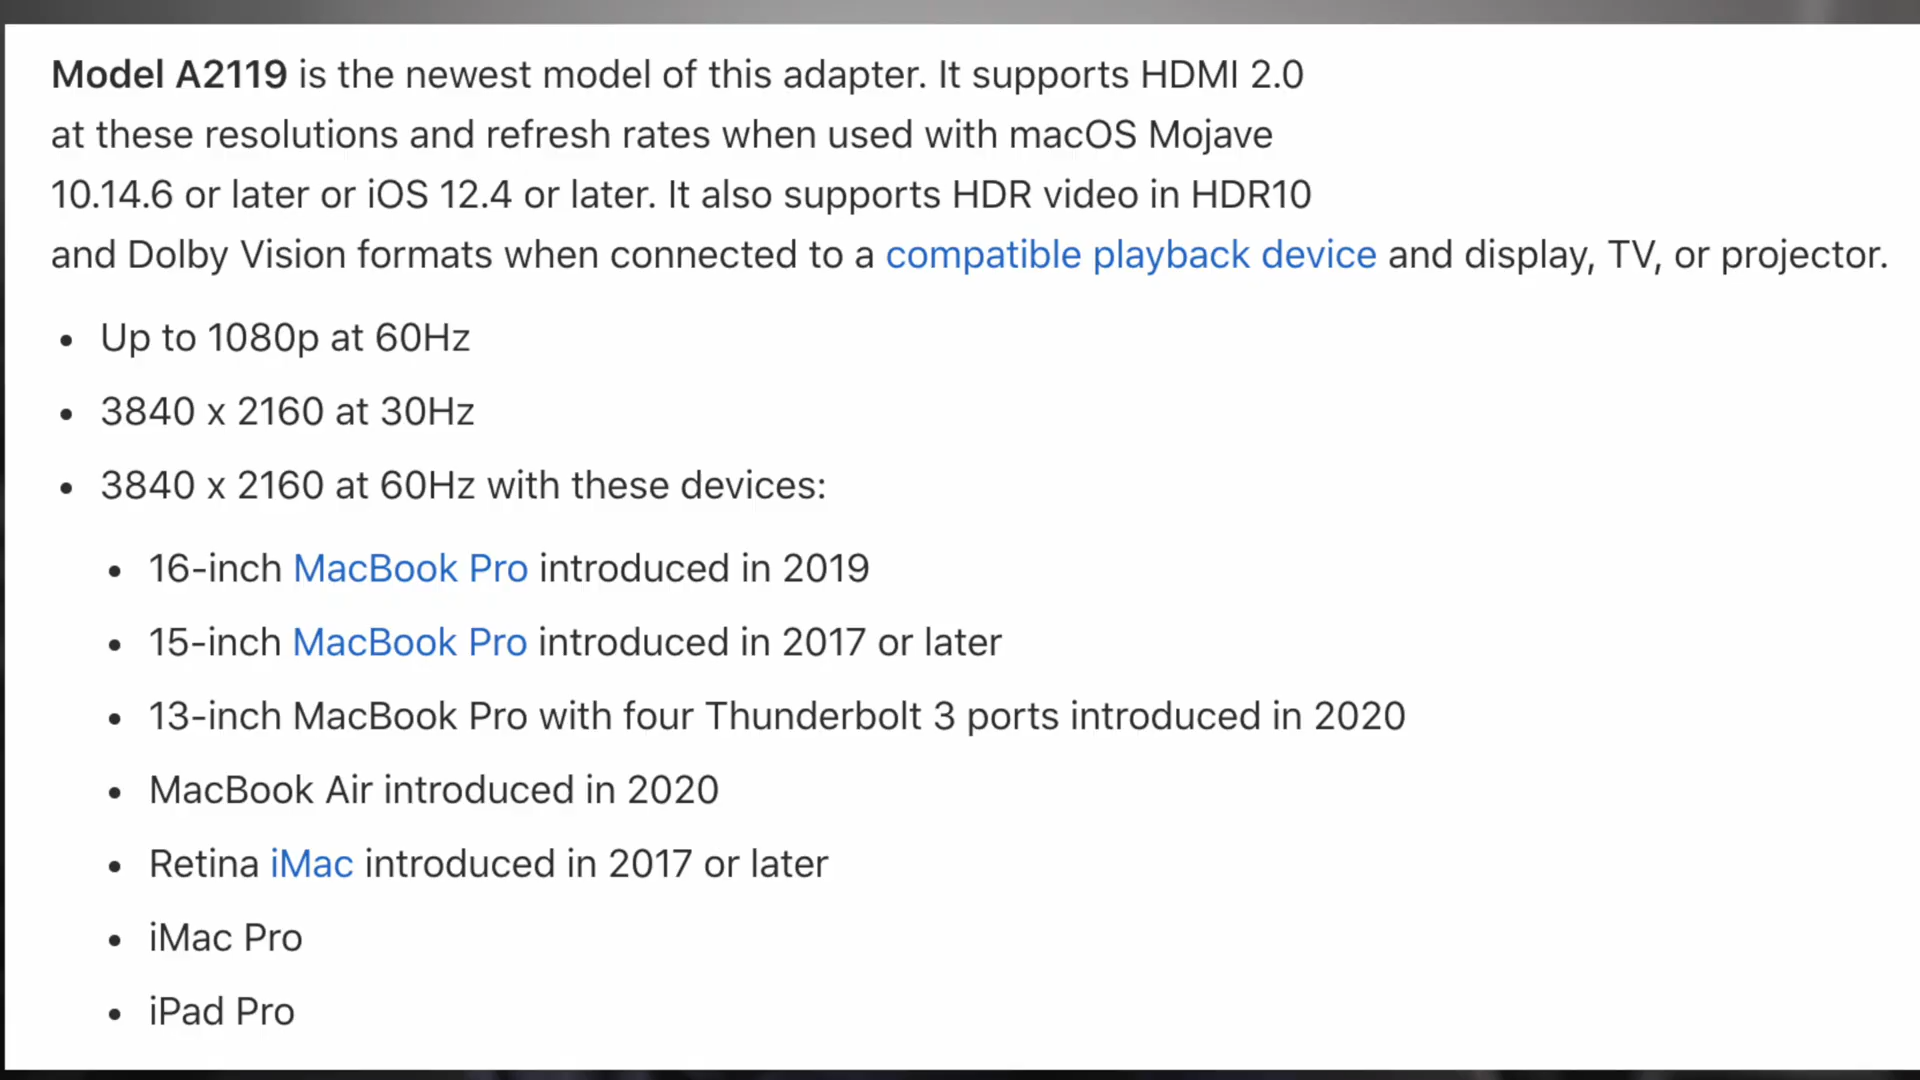 Model A2119 is the newest model of this adapter. It supports HDMI 2.0
at these resolutions and refresh rates when used with macOS Mojave
10.14.6 or later or iOS 12.4 or later. It also supports HDR video in HDR10
and Dolby Vision formats when connected to a compatible playback device and display, TV, or projector.
• Up to 1080p at 60Hz
• 3840 x 2160 at 30Hz
• 3840 x 2160 at 60Hz with these devices:
• 16-inch MacBook Pro introduced in 2019
• 15-inch MacBook Pro introduced in 2017 or later
• 13-inch MacBook Pro with four Thunderbolt 3 ports introduced in 2020
• MacBook Air introduced in 2020
• Retina iMac introduced in 2017 or later
• iMac Pro
• iPad Pro